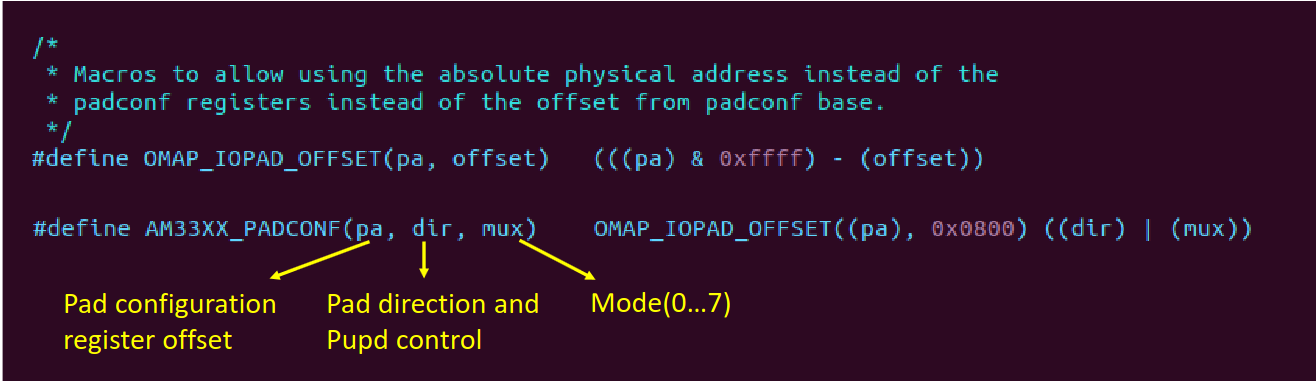 /*
 * Macros to allow using the absolute physical address instead of the
 * padconf registers instead of the offset from padconf base.
 */
#define OMAP_IOPAD_OFFSET(pa, offset)   (((pa) & 0xffff) - (offset))
#define AM33XX_PADCONF(pa, dir, mux)    OMAP_IOPAD_OFFSET((pa), 0x0800) ((dir) | (mux))
Pad configuration
register offset
Pad direction and
Pupd control
Mode(0...7)